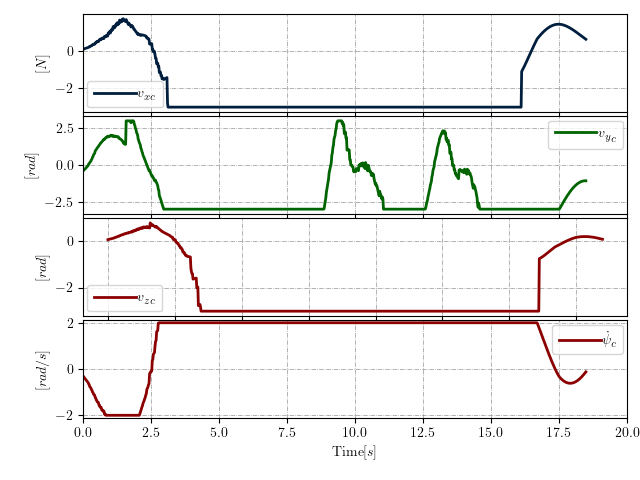 0
−2
[N]
v_xc
2.5
0.0
−2.5
[rad]
v_yc
0
−2
[rad]
v_zc
2
0
−2
[rad/s]
ψ̇_c
0.0 2.5 5.0 7.5 10.0 12.5 15.0 17.5 20.0
Time[s]